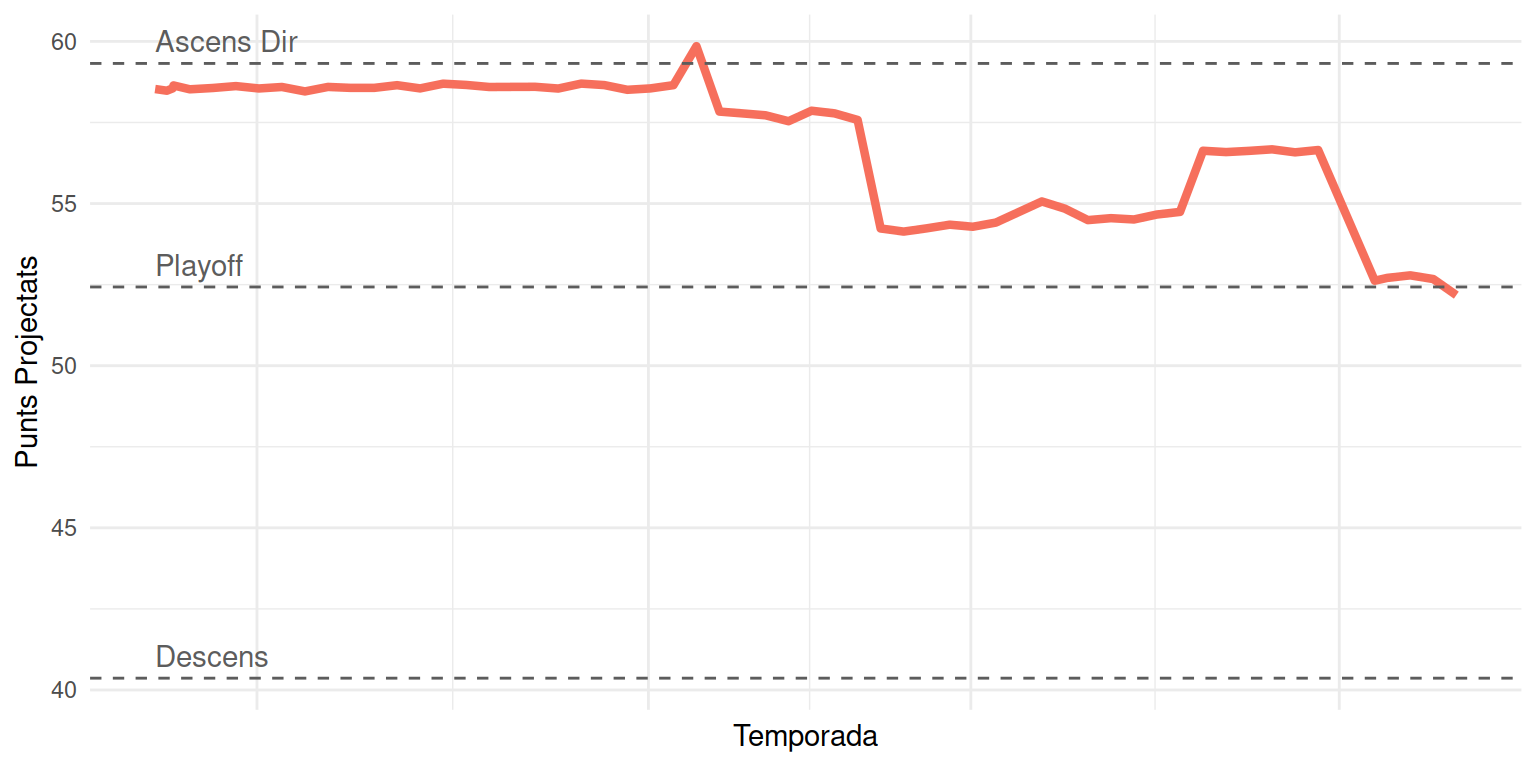 60
Ascens Dir
55
Playoff
50
45
Descens
40
Punts Projectats
Temporada